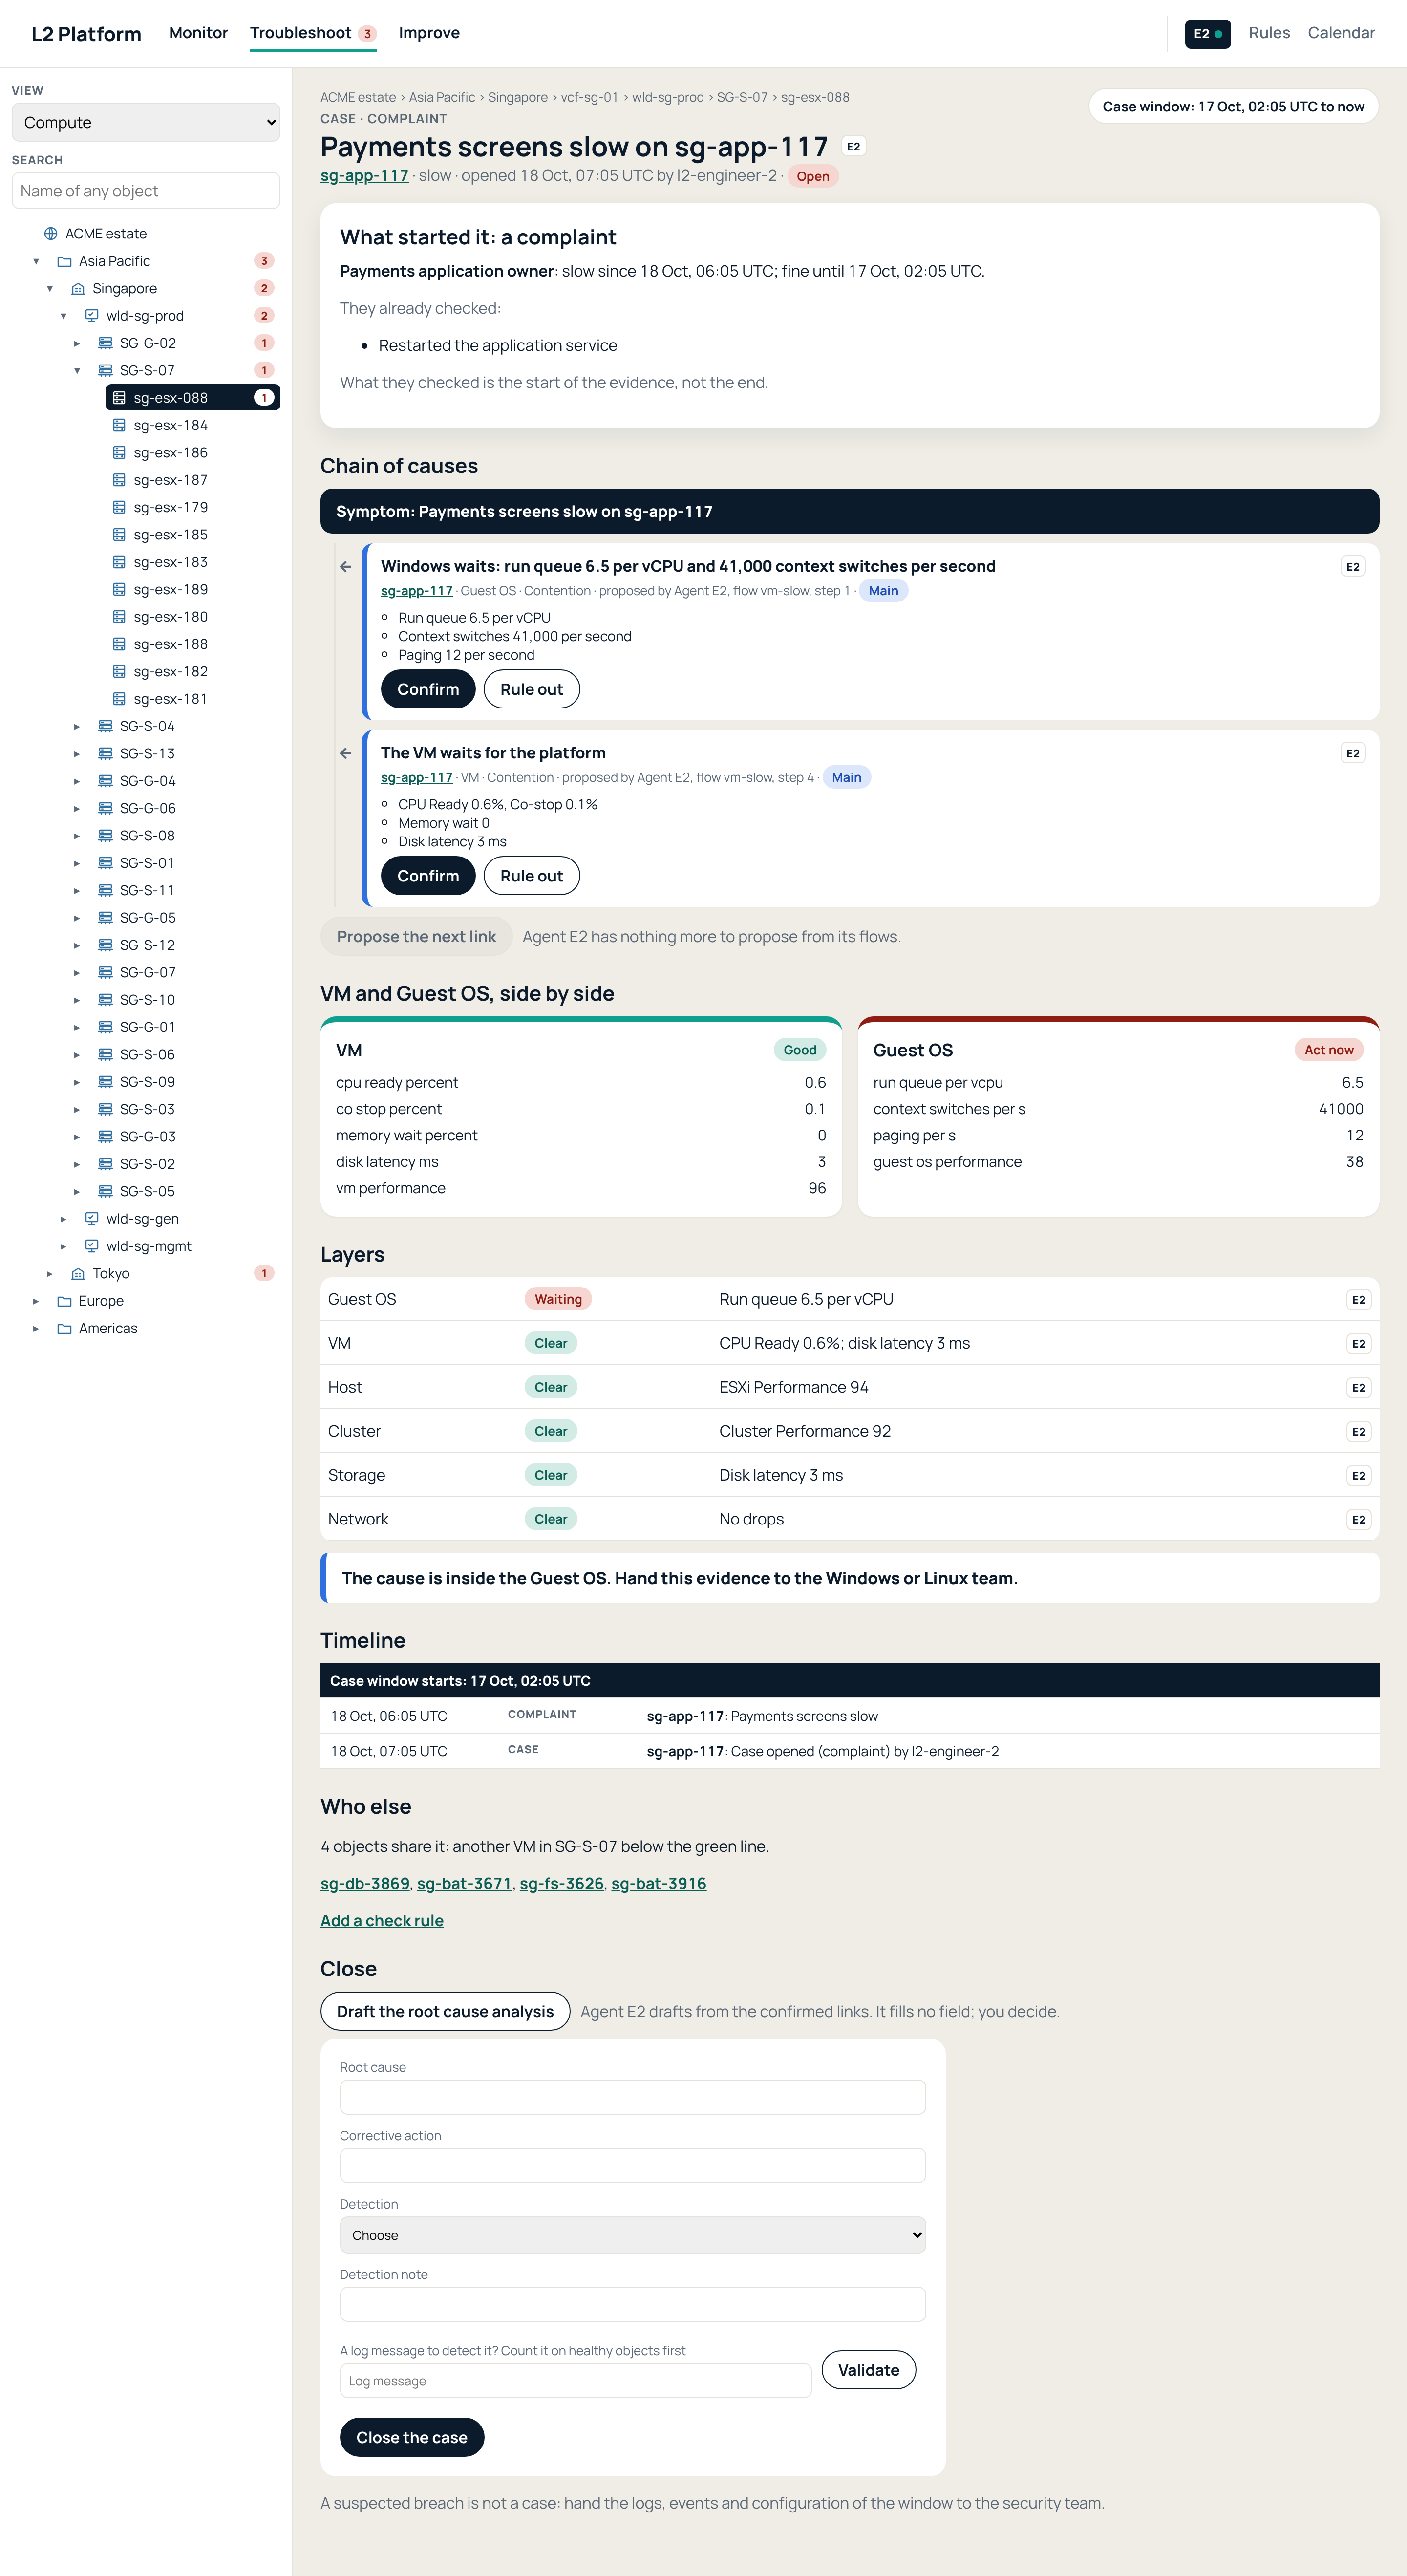 L2 Platform
Monitor
Troubleshoot 3
Improve
E2
Rules
Calendar
VIEW
Compute
SEARCH
Name of any object
ACME estate
Asia Pacific 3
Singapore 2
wld-sg-prod 2
SG-G-02 1
SG-S-07 1
sg-esx-088 1
sg-esx-184
sg-esx-186
sg-esx-187
sg-esx-179
sg-esx-185
sg-esx-183
sg-esx-189
sg-esx-180
sg-esx-188
sg-esx-182
sg-esx-181
SG-S-04
SG-S-13
SG-G-04
SG-G-06
SG-S-08
SG-S-01
SG-S-11
SG-G-05
SG-S-12
SG-G-07
SG-S-10
SG-G-01
SG-S-06
SG-S-09
SG-S-03
SG-G-03
SG-S-02
SG-S-05
wld-sg-gen
wld-sg-mgmt
Tokyo 1
Europe
Americas
ACME estate › Asia Pacific › Singapore › vcf-sg-01 › wld-sg-prod › SG-S-07 › sg-esx-088
Case window: 17 Oct, 02:05 UTC to now
CASE · COMPLAINT
Payments screens slow on sg-app-117 E2
sg-app-117 · slow · opened 18 Oct, 07:05 UTC by l2-engineer-2 · Open
What started it: a complaint
Payments application owner: slow since 18 Oct, 06:05 UTC; fine until 17 Oct, 02:05 UTC.
They already checked:
• Restarted the application service
What they checked is the start of the evidence, not the end.
Chain of causes
Symptom: Payments screens slow on sg-app-117
← Windows waits: run queue 6.5 per vCPU and 41,000 context switches per second E2
sg-app-117 · Guest OS · Contention · proposed by Agent E2, flow vm-slow, step 1 · Main
Run queue 6.5 per vCPU
Context switches 41,000 per second
Paging 12 per second
Confirm Rule out
← The VM waits for the platform E2
sg-app-117 · VM · Contention · proposed by Agent E2, flow vm-slow, step 4 · Main
CPU Ready 0.6%, Co-stop 0.1%
Memory wait 0
Disk latency 3 ms
Confirm Rule out
Propose the next link Agent E2 has nothing more to propose from its flows.
VM and Guest OS, side by side
VM Good
cpu ready percent 0.6
co stop percent 0.1
memory wait percent 0
disk latency ms 3
vm performance 96
Guest OS Act now
run queue per vcpu 6.5
context switches per s 41000
paging per s 12
guest os performance 38
Layers
Guest OS Waiting Run queue 6.5 per vCPU E2
VM Clear CPU Ready 0.6%; disk latency 3 ms E2
Host Clear ESXi Performance 94 E2
Cluster Clear Cluster Performance 92 E2
Storage Clear Disk latency 3 ms E2
Network Clear No drops E2
The cause is inside the Guest OS. Hand this evidence to the Windows or Linux team.
Timeline
Case window starts: 17 Oct, 02:05 UTC
18 Oct, 06:05 UTC COMPLAINT sg-app-117: Payments screens slow
18 Oct, 07:05 UTC CASE sg-app-117: Case opened (complaint) by l2-engineer-2
Who else
4 objects share it: another VM in SG-S-07 below the green line.
sg-db-3869, sg-bat-3671, sg-fs-3626, sg-bat-3916
Add a check rule
Close
Draft the root cause analysis Agent E2 drafts from the confirmed links. It fills no field; you decide.
Root cause
Corrective action
Detection
Choose
Detection note
A log message to detect it? Count it on healthy objects first
Log message
Validate
Close the case
A suspected breach is not a case: hand the logs, events and configuration of the window to the security team.